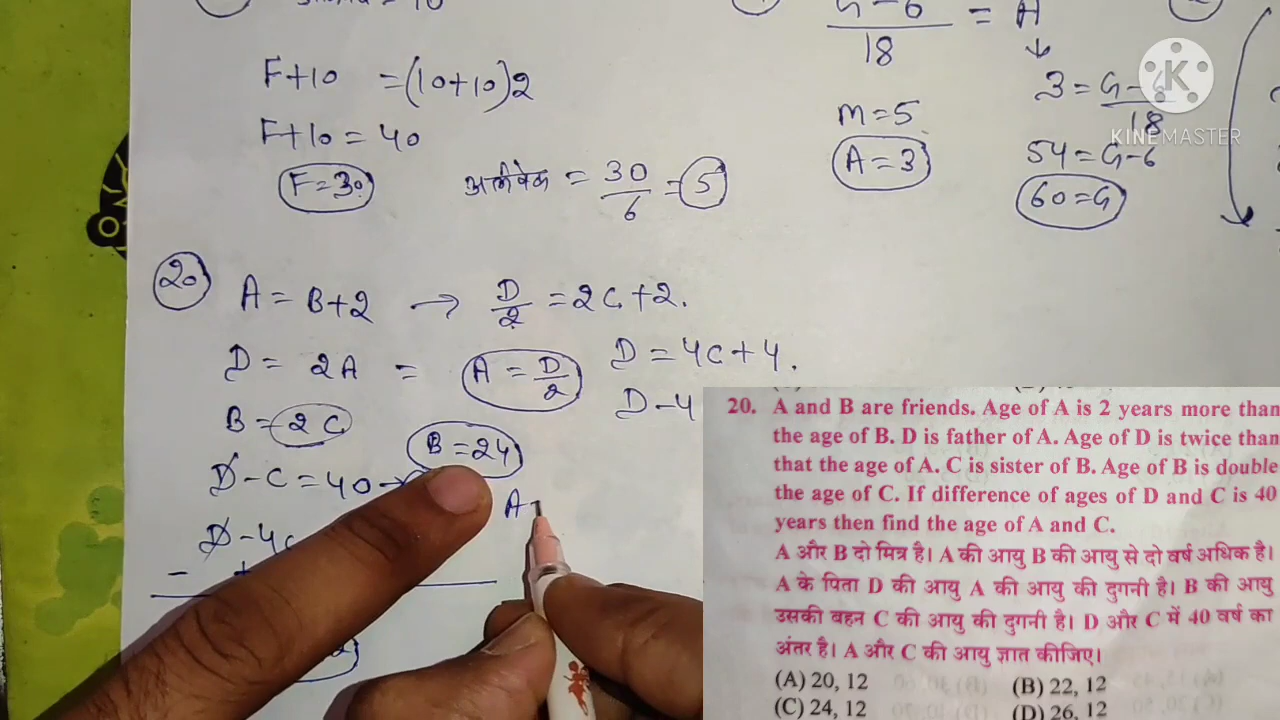 F+10 =(10+10)2
F+10 = 40
F=30
= 30/6 = 5
G-6/18 = A
m=5
A=3
3 = G-6/18
54=G-6
60=G
KINEMASTER
20 A = B+2 → D/2 = 2C+2.
D = 2A = A = D/2
D = 4C+4.
D-4
B = 2C
B=24
D-C=40
A=
D-4C
20. A and B are friends. Age of A is 2 years more than
the age of B. D is father of A. Age of D is twice than
that the age of A. C is sister of B. Age of B is double
the age of C. If difference of ages of D and C is 40
years then find the age of A and C.
A और B दो मित्र है। A की आयु B की आयु से दो वर्ष अधिक है।
A के पिता D की आयु A की आयु की दुगनी है। B की आयु
उसकी बहन C की आयु की दुगनी है। D और C में 40 वर्ष का
अंतर है। A और C की आयु ज्ञात कीजिए।
(A) 20, 12 (B) 22, 12
(C) 24, 12 (D) 26, 12